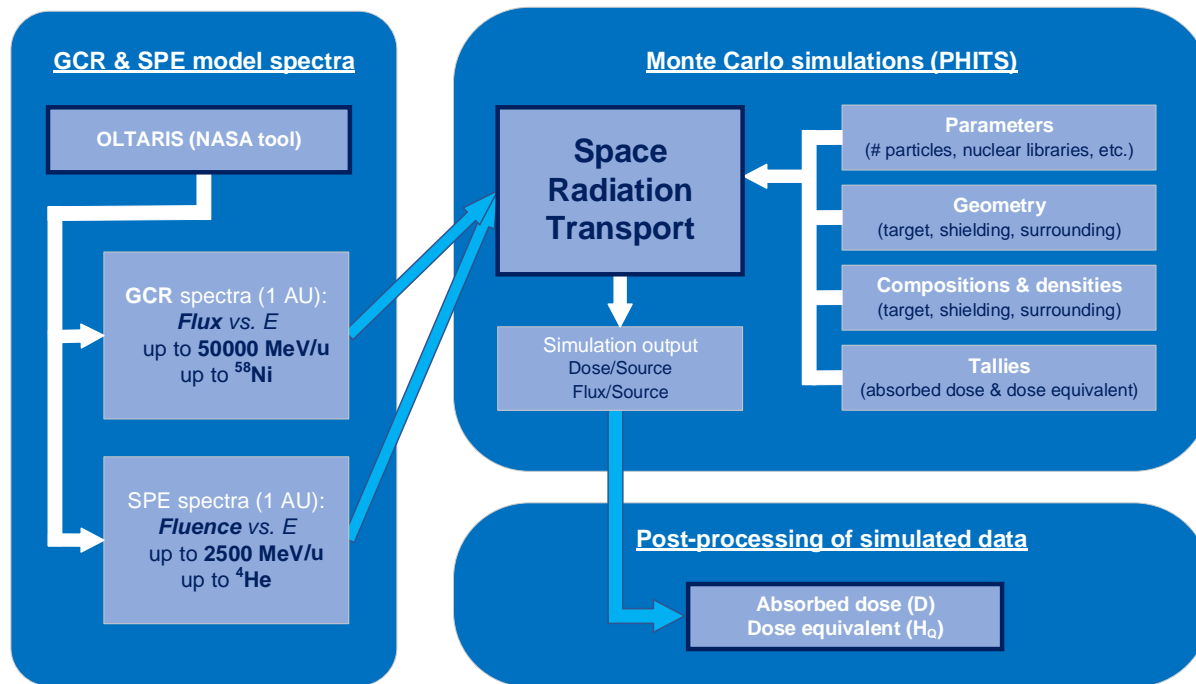 GCR & SPE model spectra
OLTARIS (NASA tool)
GCR spectra (1 AU):
Flux vs. E
up to 50000 MeV/u
up to ⁵⁸Ni
SPE spectra (1 AU):
Fluence vs. E
up to 2500 MeV/u
up to ⁴He
Monte Carlo simulations (PHITS)
Space
Radiation
Transport
Simulation output
Dose/Source
Flux/Source
Parameters
(# particles, nuclear libraries, etc.)
Geometry
(target, shielding, surrounding)
Compositions & densities
(target, shielding, surrounding)
Tallies
(absorbed dose & dose equivalent)
Post-processing of simulated data
Absorbed dose (D)
Dose equivalent (H_Q)